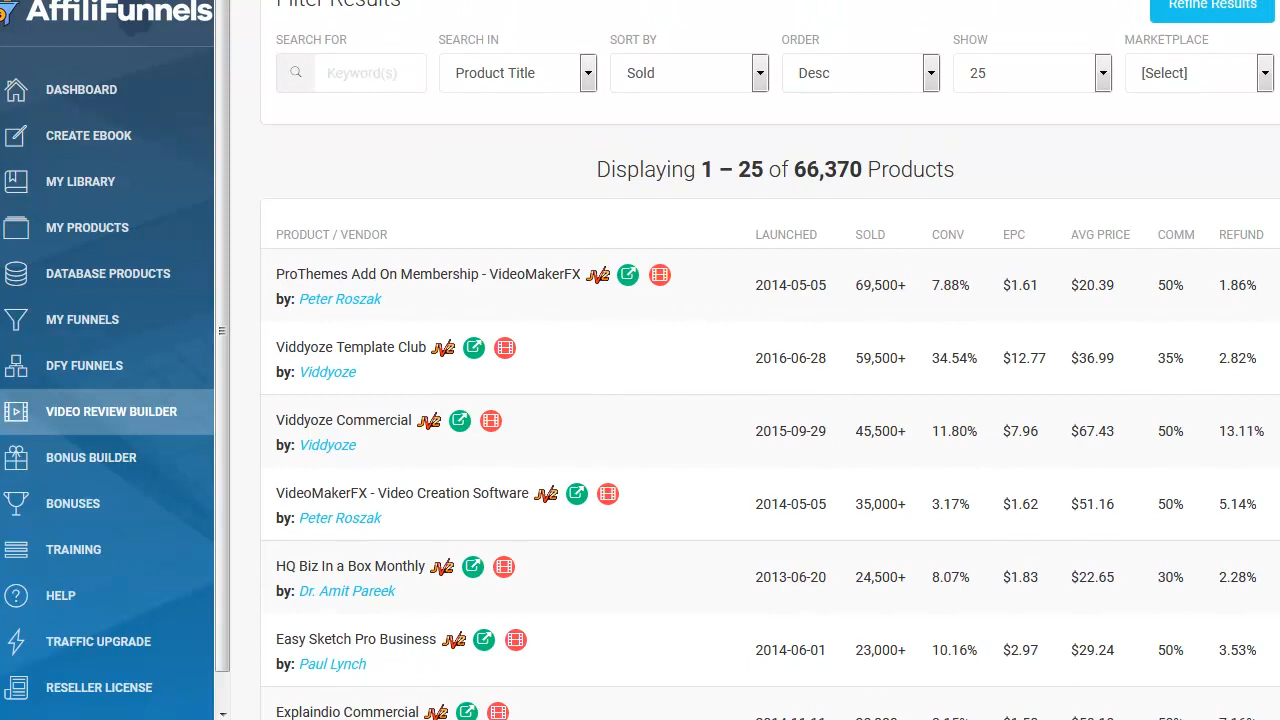 AffiliFunnels
DASHBOARD
CREATE EBOOK
MY LIBRARY
MY PRODUCTS
DATABASE PRODUCTS
MY FUNNELS
DFY FUNNELS
VIDEO REVIEW BUILDER
BONUS BUILDER
BONUSES
TRAINING
HELP
TRAFFIC UPGRADE
RESELLER LICENSE
Filter Results
Refine Results
SEARCH FOR SEARCH IN SORT BY ORDER SHOW MARKETPLACE
Keyword(s) Product Title Sold Desc 25 [Select]
Displaying 1 – 25 of 66,370 Products
PRODUCT / VENDOR LAUNCHED SOLD CONV EPC AVG PRICE COMM REFUND
ProThemes Add On Membership - VideoMakerFX JVZ
by: Peter Roszak 2014-05-05 69,500+ 7.88% $1.61 $20.39 50% 1.86%
Viddyoze Template Club JVZ
by: Viddyoze 2016-06-28 59,500+ 34.54% $12.77 $36.99 35% 2.82%
Viddyoze Commercial JVZ
by: Viddyoze 2015-09-29 45,500+ 11.80% $7.96 $67.43 50% 13.11%
VideoMakerFX - Video Creation Software JVZ
by: Peter Roszak 2014-05-05 35,000+ 3.17% $1.62 $51.16 50% 5.14%
HQ Biz In a Box Monthly JVZ
by: Dr. Amit Pareek 2013-06-20 24,500+ 8.07% $1.83 $22.65 30% 2.28%
Easy Sketch Pro Business JVZ
by: Paul Lynch 2014-06-01 23,000+ 10.16% $2.97 $29.24 50% 3.53%
Explaindio Commercial JVZ